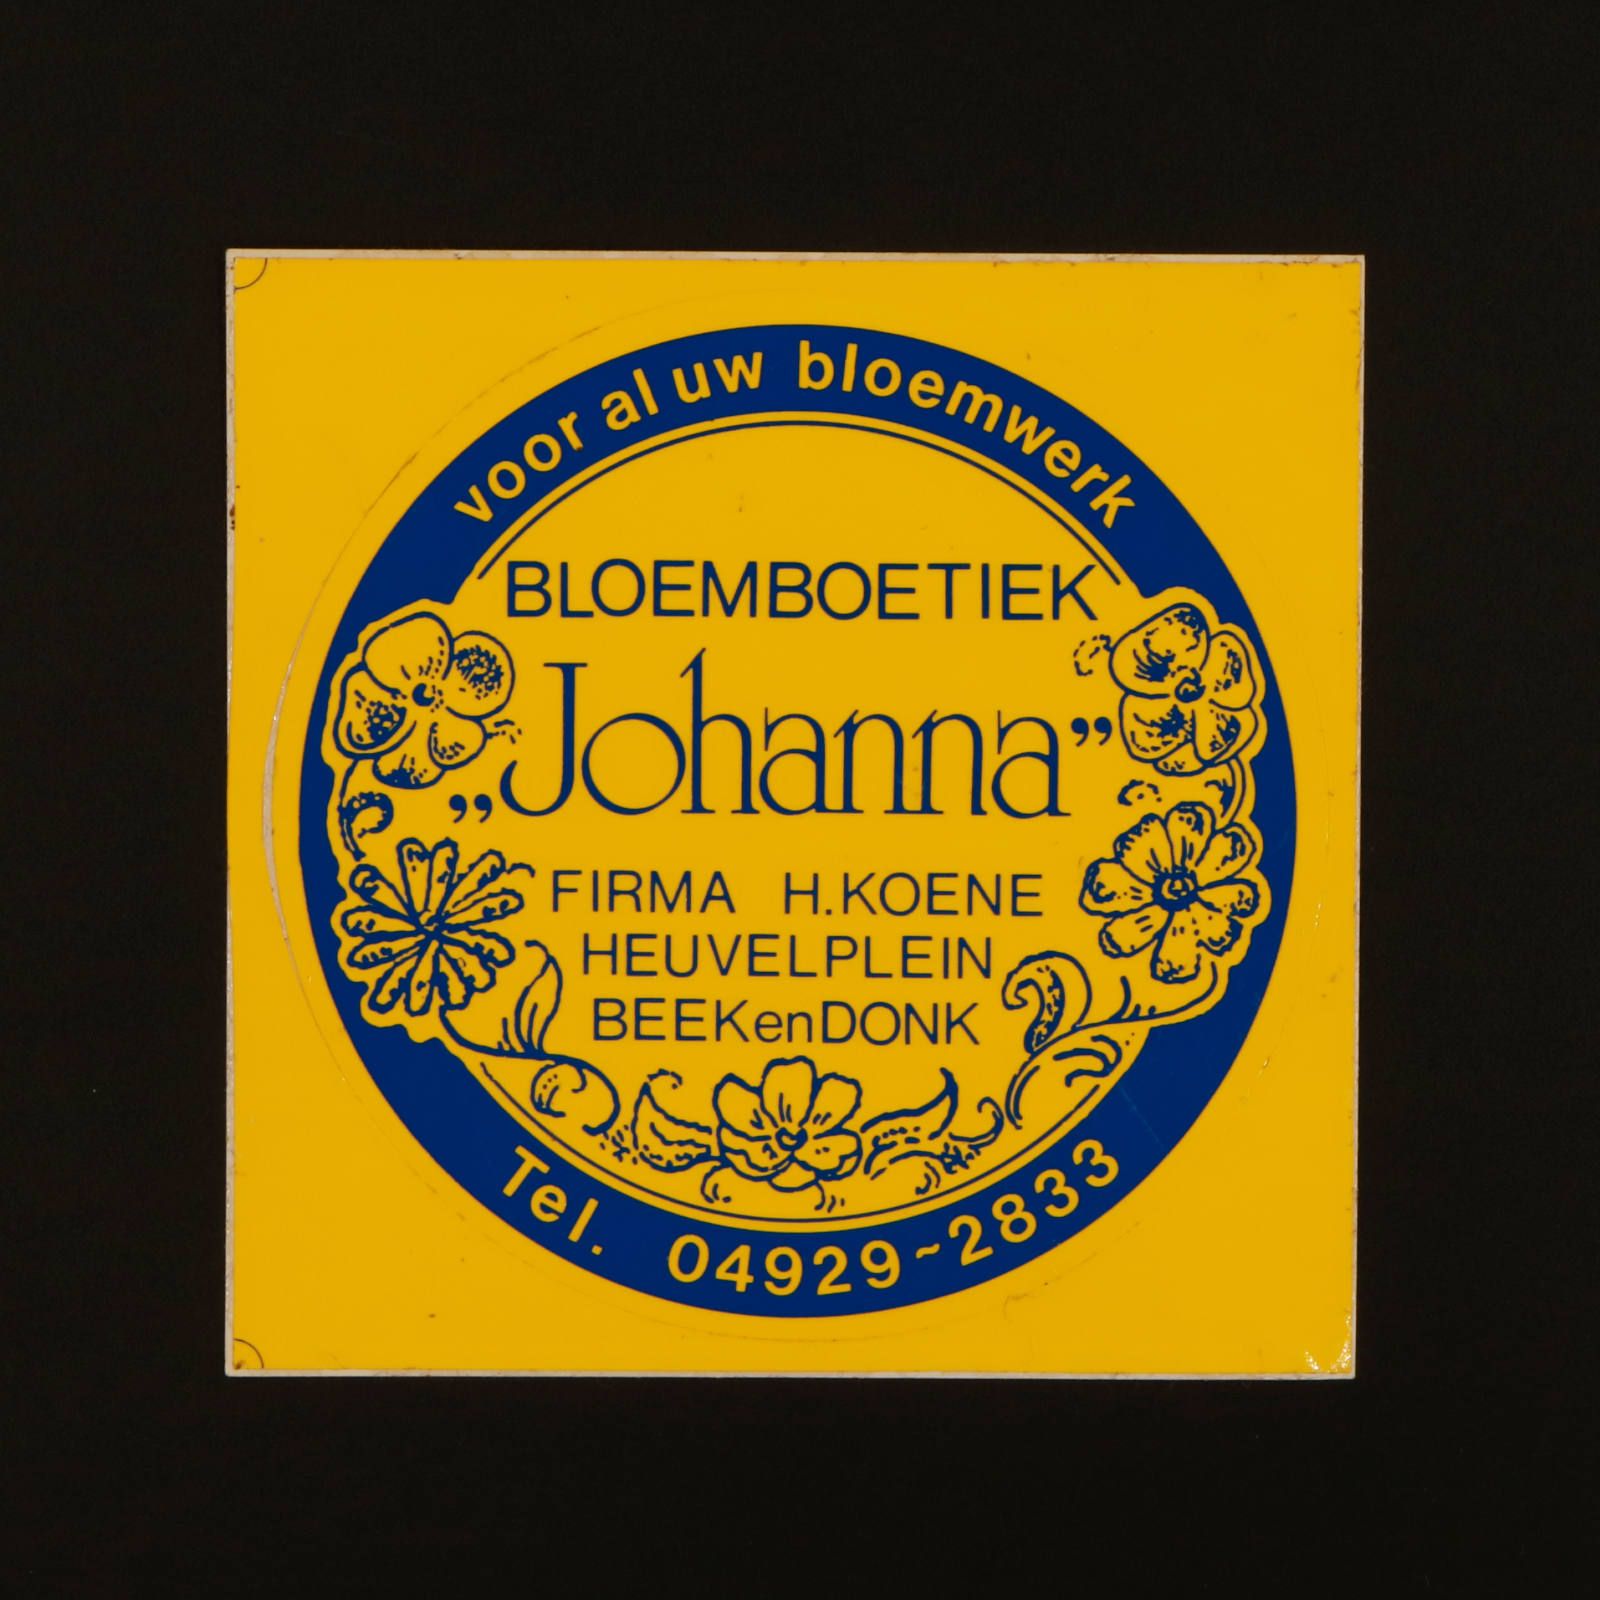 voor al uw bloemwerk
BLOEMBOETIEK
„Johanna”
FIRMA H.KOENE
HEUVELPLEIN
BEEKenDONK
Tel. 04929~2833